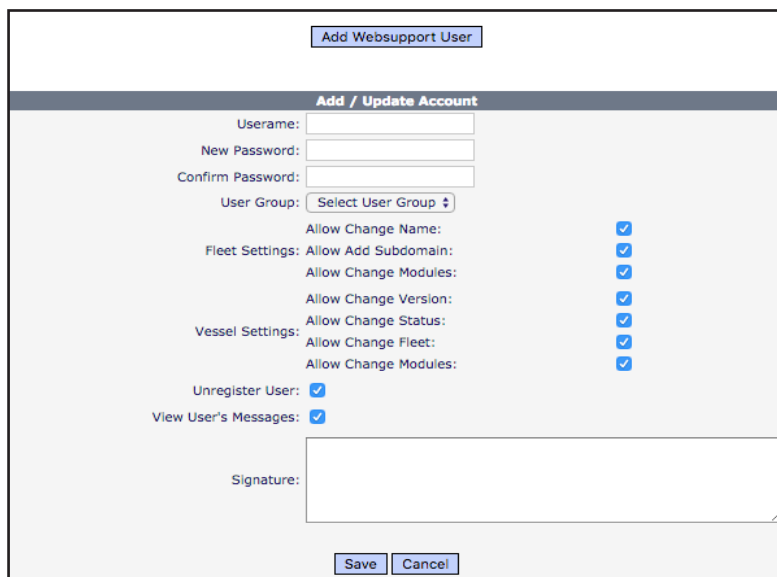 Add Websupport User
Add / Update Account
Userame:
New Password:
Confirm Password:
User Group: Select User Group
Fleet Settings:
Allow Change Name:
Allow Add Subdomain:
Allow Change Modules:
Vessel Settings:
Allow Change Version:
Allow Change Status:
Allow Change Fleet:
Allow Change Modules:
Unregister User:
View User's Messages:
Signature:
Save Cancel